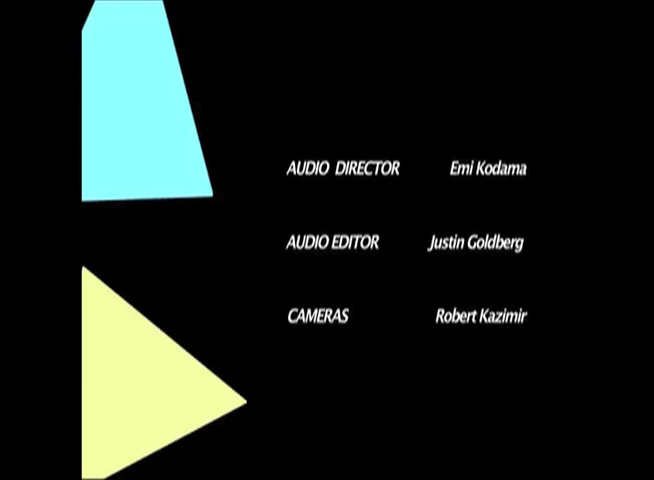 AUDIO DIRECTOR Emi Kodama
AUDIO EDITOR Justin Goldberg
CAMERAS Robert Kazimir